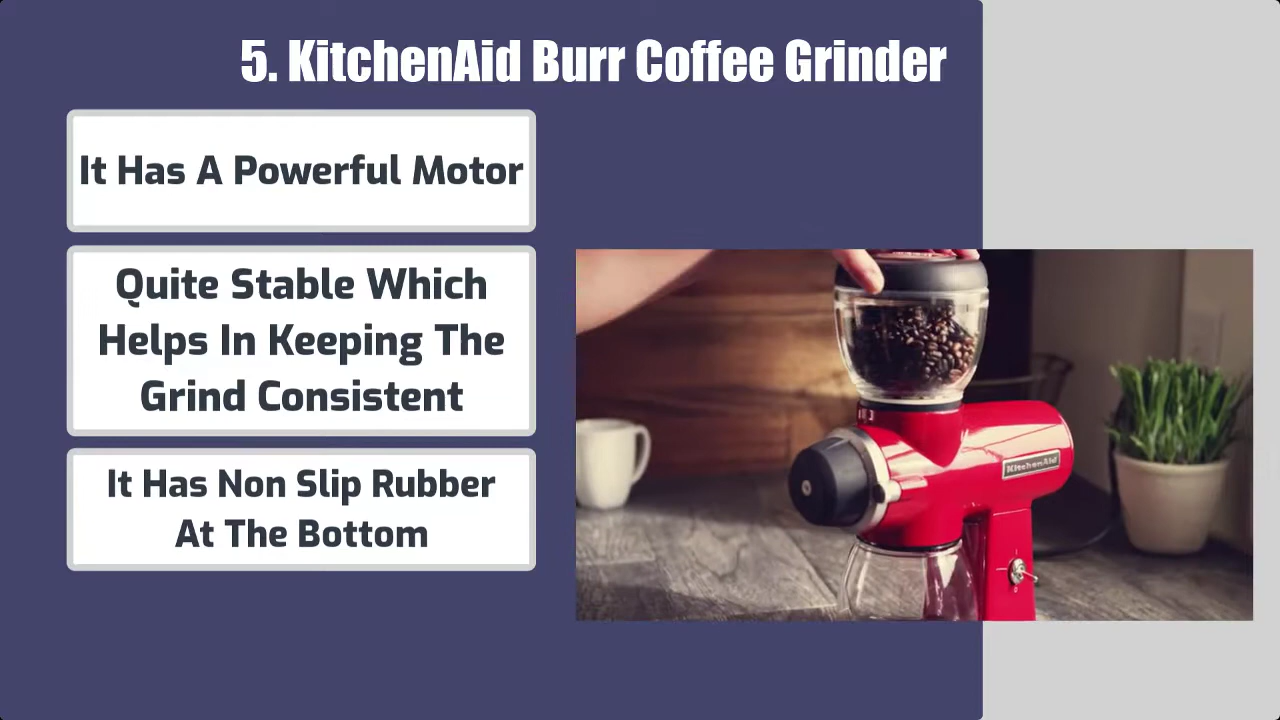 5. KitchenAid Burr Coffee Grinder
It Has A Powerful Motor
Quite Stable Which
Helps In Keeping The
Grind Consistent
It Has Non Slip Rubber
At The Bottom
KitchenAid